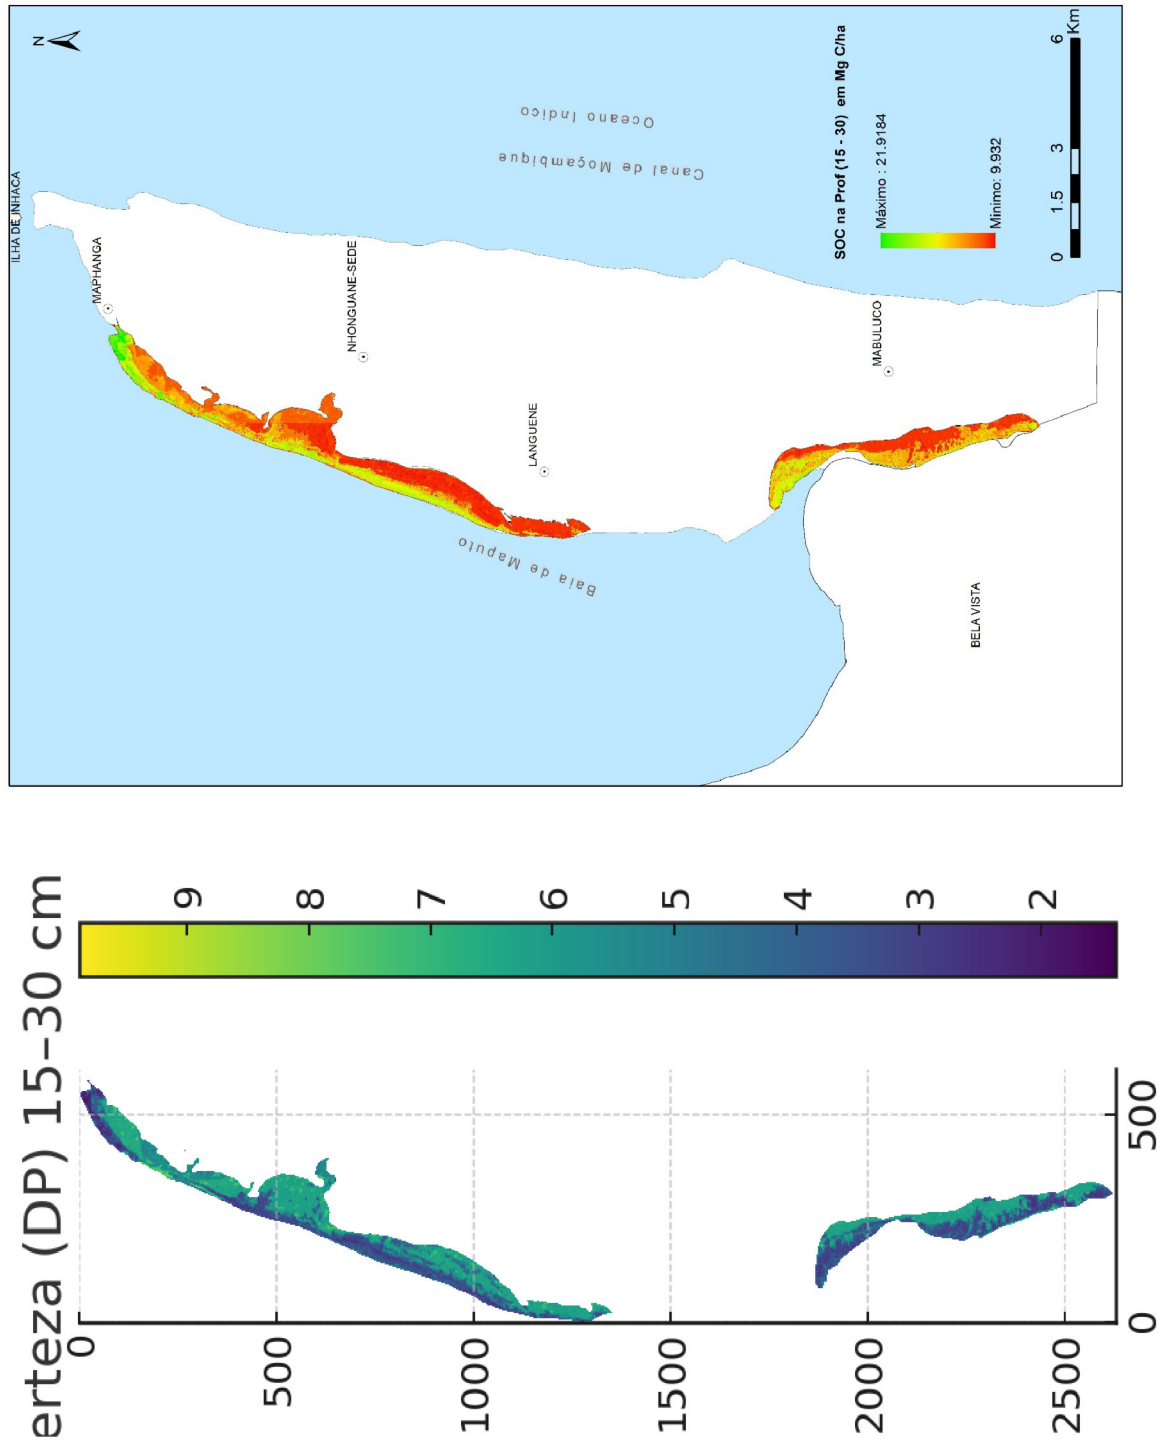 N
ILHA DE INHACA
MAPHANGA
NHONGUANE-SEDE
LANGUENE
MABULUCO
BELA VISTA
Baia de Maputo
Canal de Moçambique
Oceano Indico
SOC na Prof (15 - 30) em Mg C/ha
Máximo : 21.9184
Minimo: 9.932
0 1.5 3 6
Km
erteza (DP) 15–30 cm
9
8
7
6
5
4
3
2
0
500
1000
1500
2000
2500
0
500